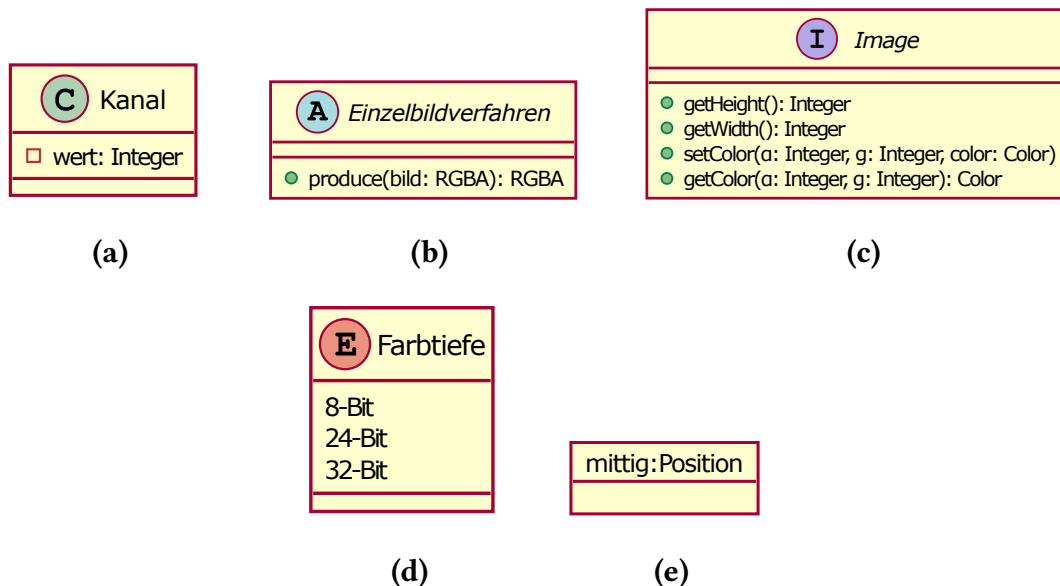 C Kanal
wert: Integer
(a)
A Einzelbildverfahren
produce(bild: RGBA): RGBA
(b)
I Image
getHeight(): Integer
getWidth(): Integer
setColor(α: Integer, g: Integer, color: Color)
getColor(α: Integer, g: Integer): Color
(c)
E Farbtiefe
8-Bit
24-Bit
32-Bit
(d)
mittig:Position
(e)